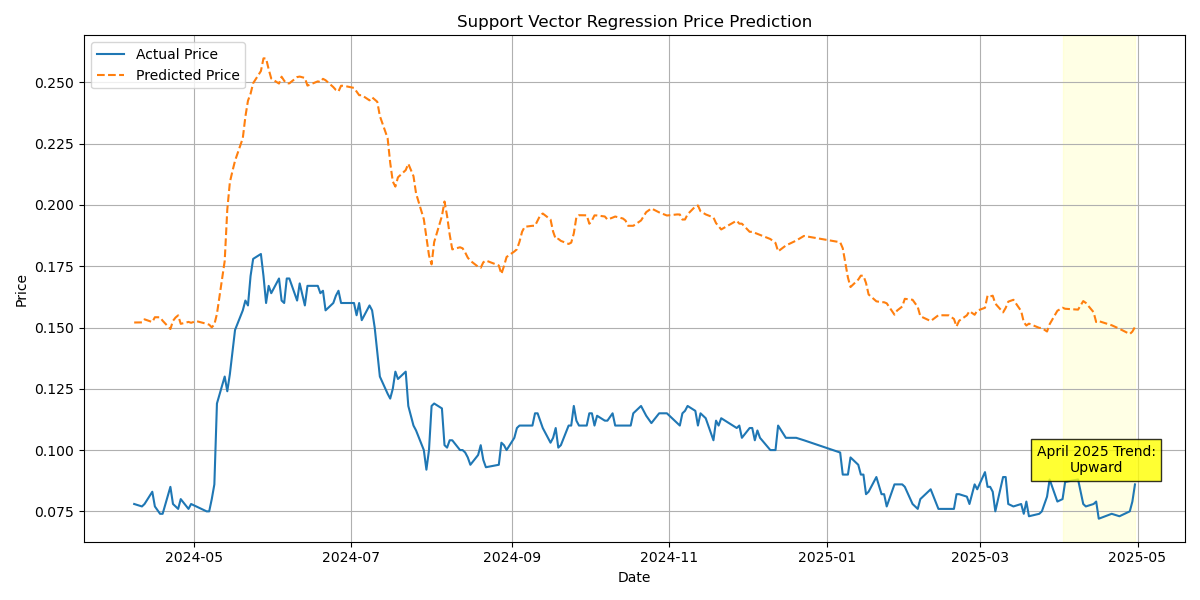 Support Vector Regression Price Prediction
Actual Price
Predicted Price
0.250
0.225
0.200
0.175
0.150
0.125
0.100
0.075
Price
April 2025 Trend:
Upward
2024-05
2024-07
2024-09
2024-11
2025-01
2025-03
2025-05
Date